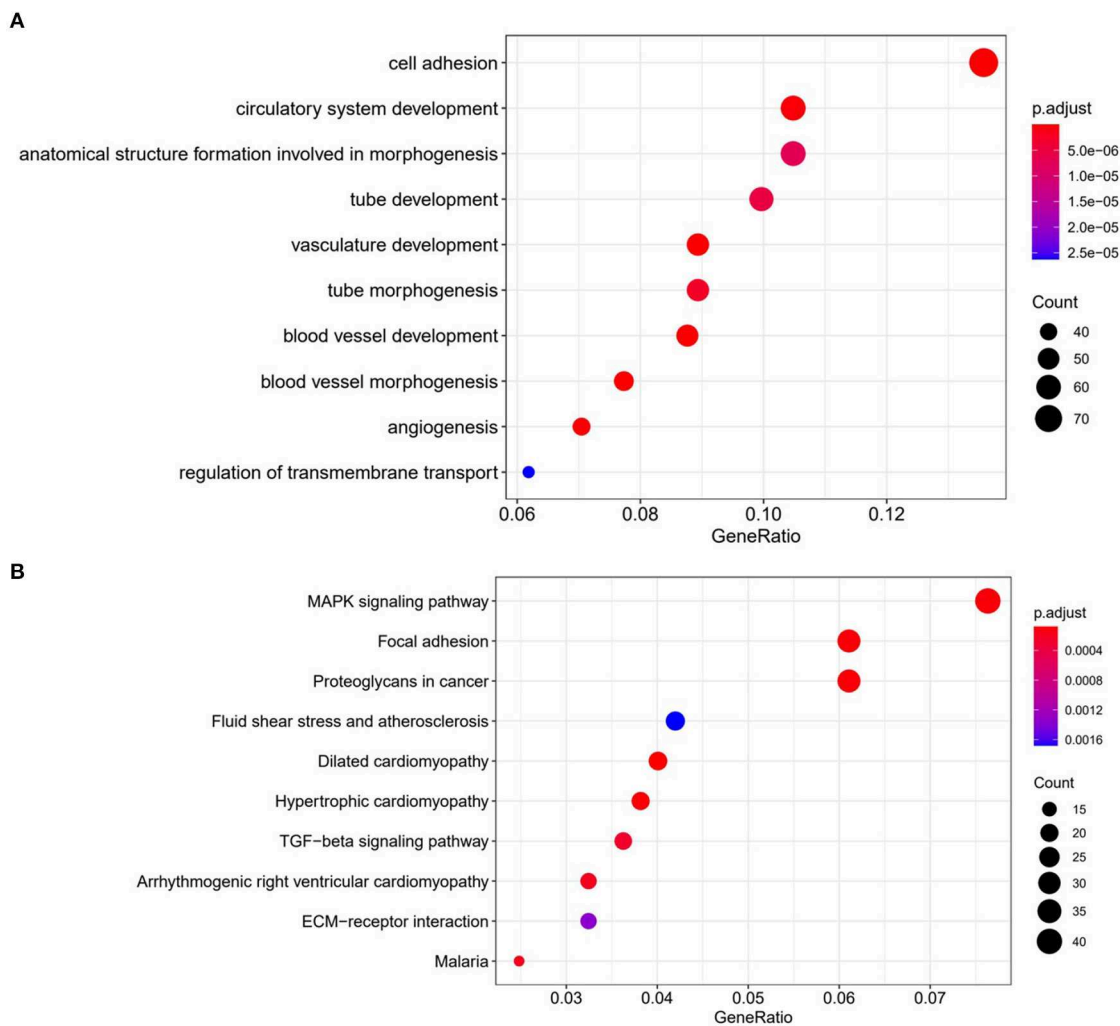 A
cell adhesion
circulatory system development
anatomical structure formation involved in morphogenesis
tube development
vasculature development
tube morphogenesis
blood vessel development
blood vessel morphogenesis
angiogenesis
regulation of transmembrane transport
0.06 0.08 0.10 0.12
GeneRatio
p.adjust
5.0e−06
1.0e−05
1.5e−05
2.0e−05
2.5e−05
Count
40
50
60
70
B
MAPK signaling pathway
Focal adhesion
Proteoglycans in cancer
Fluid shear stress and atherosclerosis
Dilated cardiomyopathy
Hypertrophic cardiomyopathy
TGF−beta signaling pathway
Arrhythmogenic right ventricular cardiomyopathy
ECM−receptor interaction
Malaria
0.03 0.04 0.05 0.06 0.07
GeneRatio
p.adjust
0.0004
0.0008
0.0012
0.0016
Count
15
20
25
30
35
40